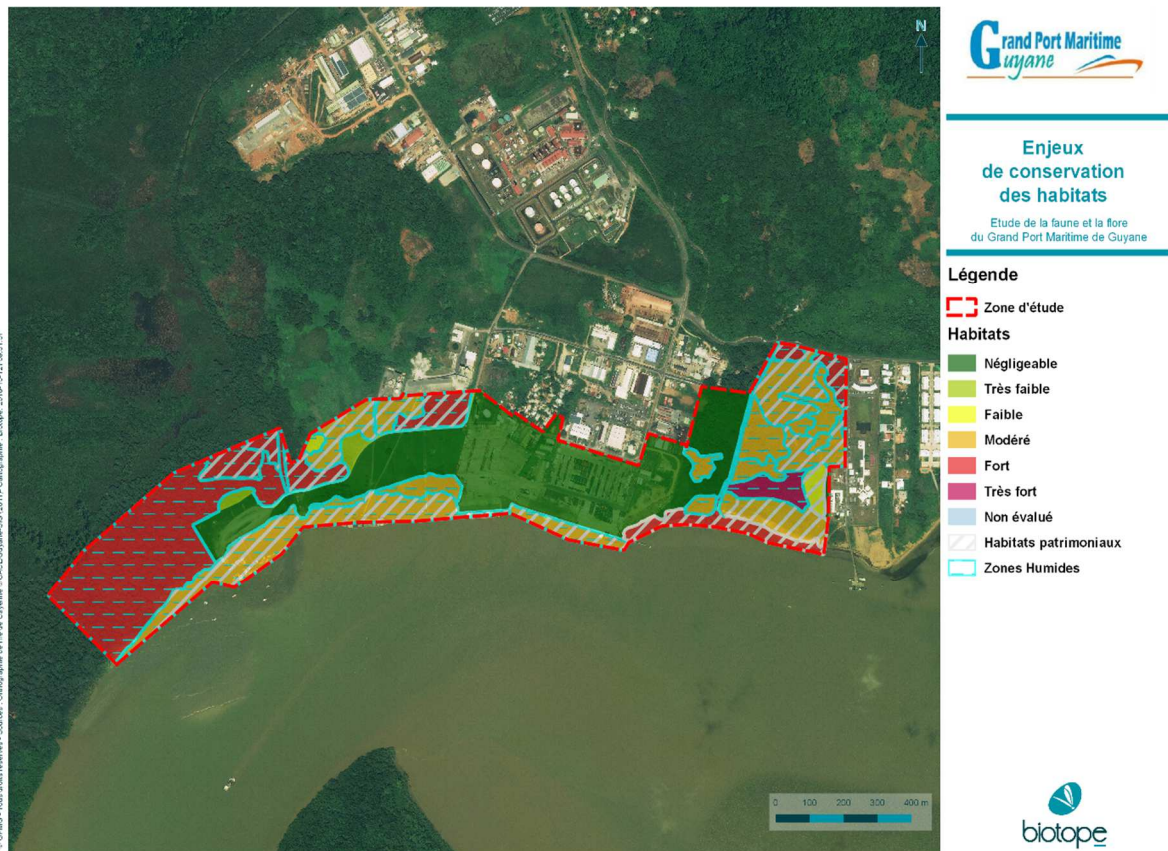 N
Grand Port Maritime
Guyane
Enjeux
de conservation
des habitats
Etude de la faune et la flore
du Grand Port Maritime de Guyane
Légende
Zone d'étude
Habitats
Négligeable
Très faible
Faible
Modéré
Fort
Très fort
Non évalué
Habitats patrimoniaux
Zones Humides
0 100 200 300 400 m
biotope